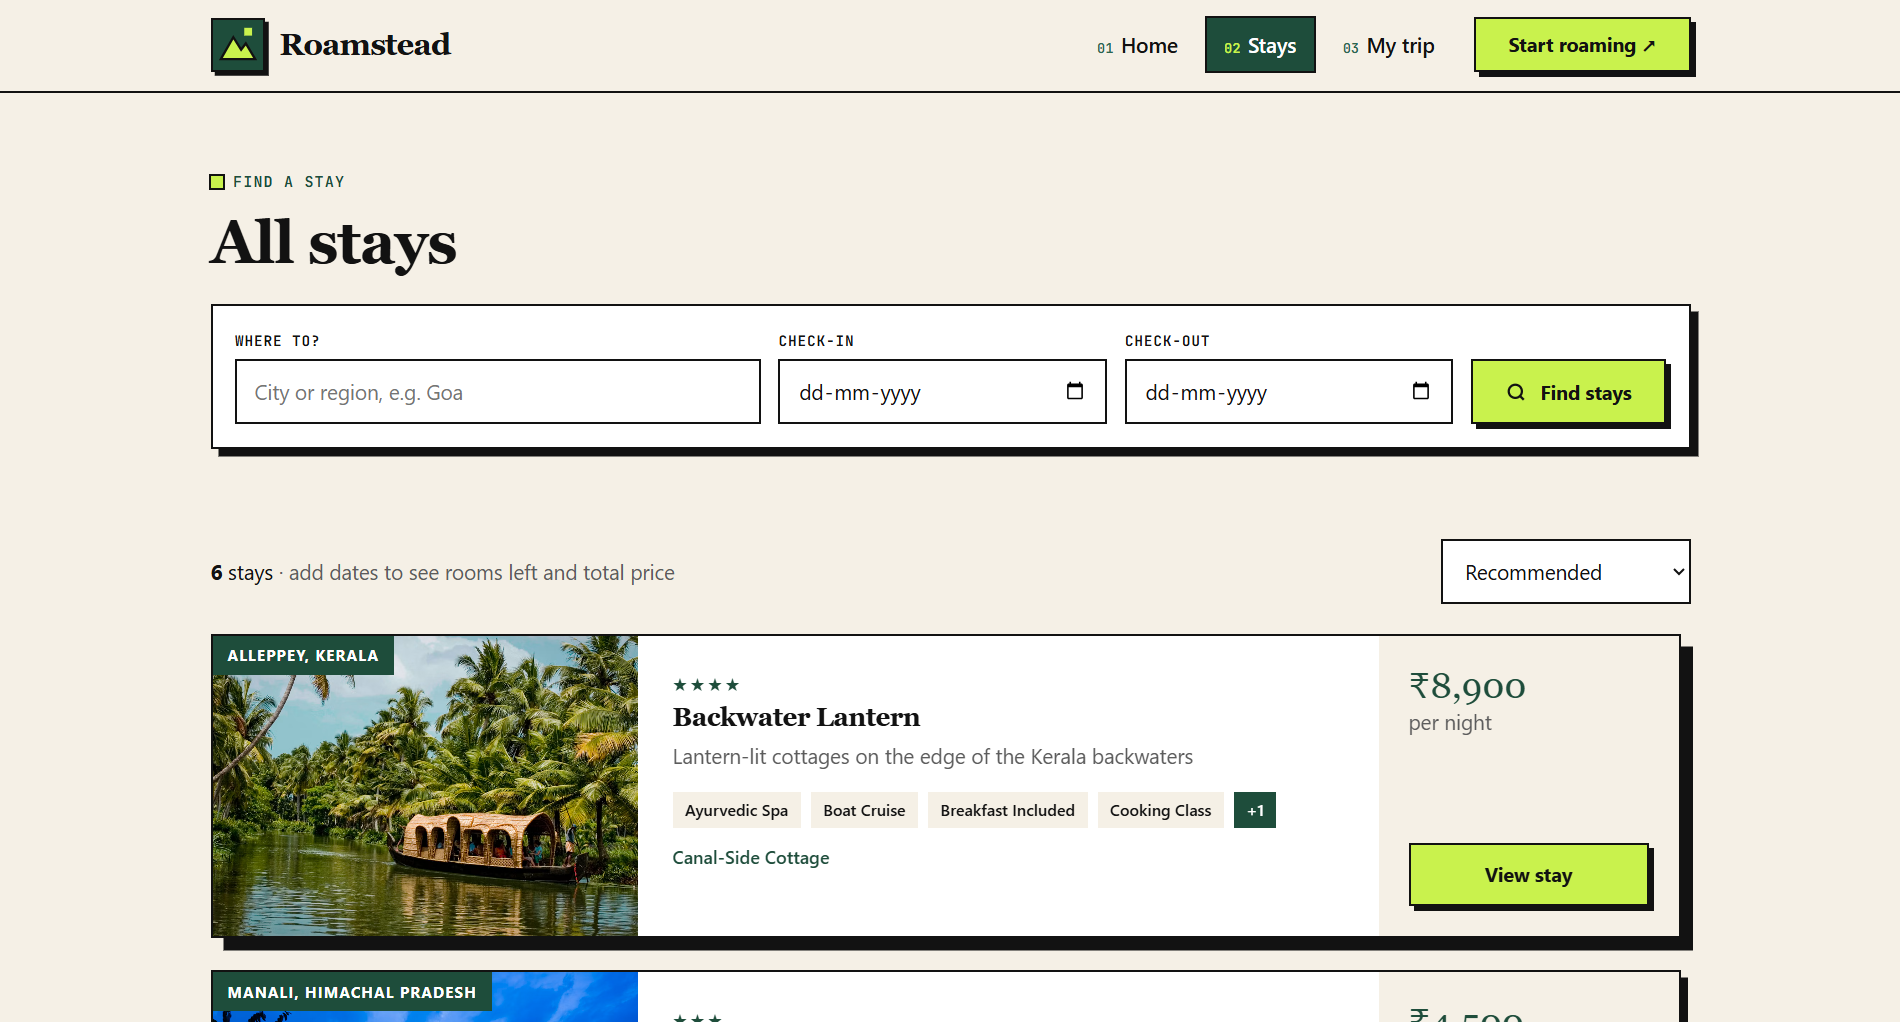 Roamstead
01 Home
02 Stays
03 My trip
Start roaming ↗
FIND A STAY
All stays
WHERE TO?
CHECK-IN
CHECK-OUT
City or region, e.g. Goa
dd-mm-yyyy
dd-mm-yyyy
Find stays
6 stays · add dates to see rooms left and total price
Recommended
ALLEPPEY, KERALA
★★★★
Backwater Lantern
Lantern-lit cottages on the edge of the Kerala backwaters
Ayurvedic Spa
Boat Cruise
Breakfast Included
Cooking Class
+1
Canal-Side Cottage
₹8,900
per night
View stay
MANALI, HIMACHAL PRADESH
★★★